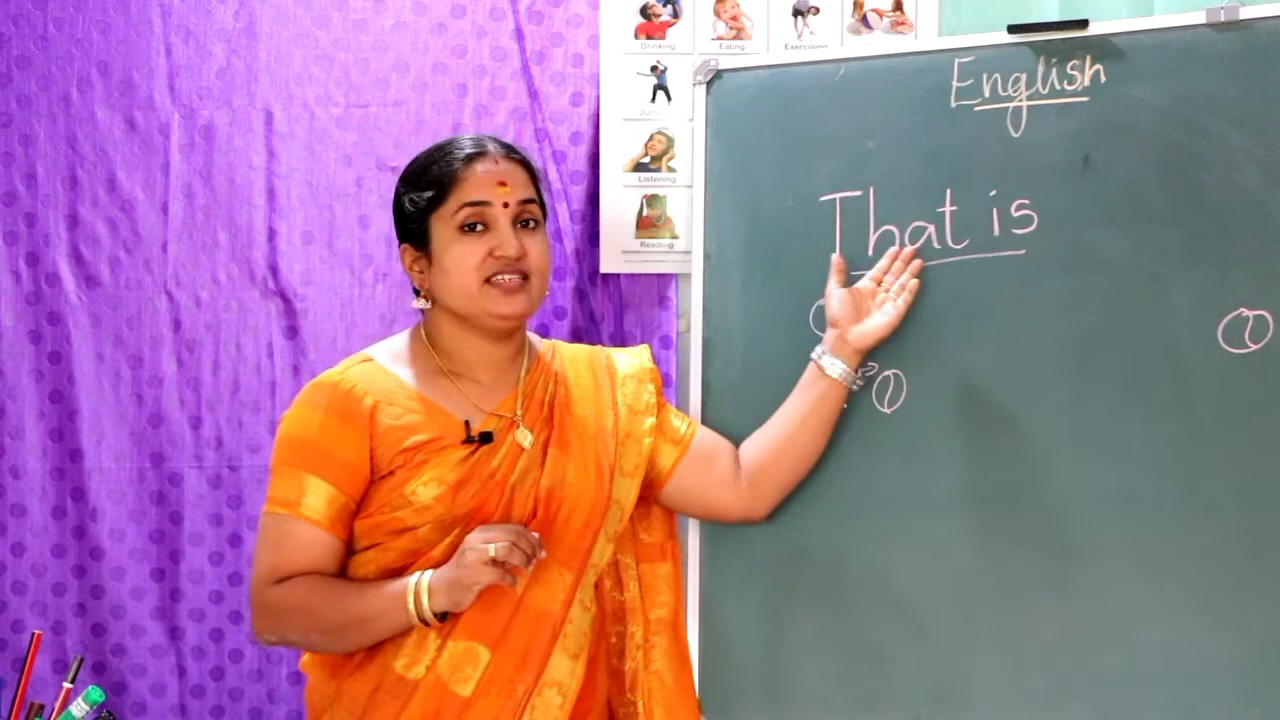 Drinking Eating Exercising
English
Listening
That is
Reading